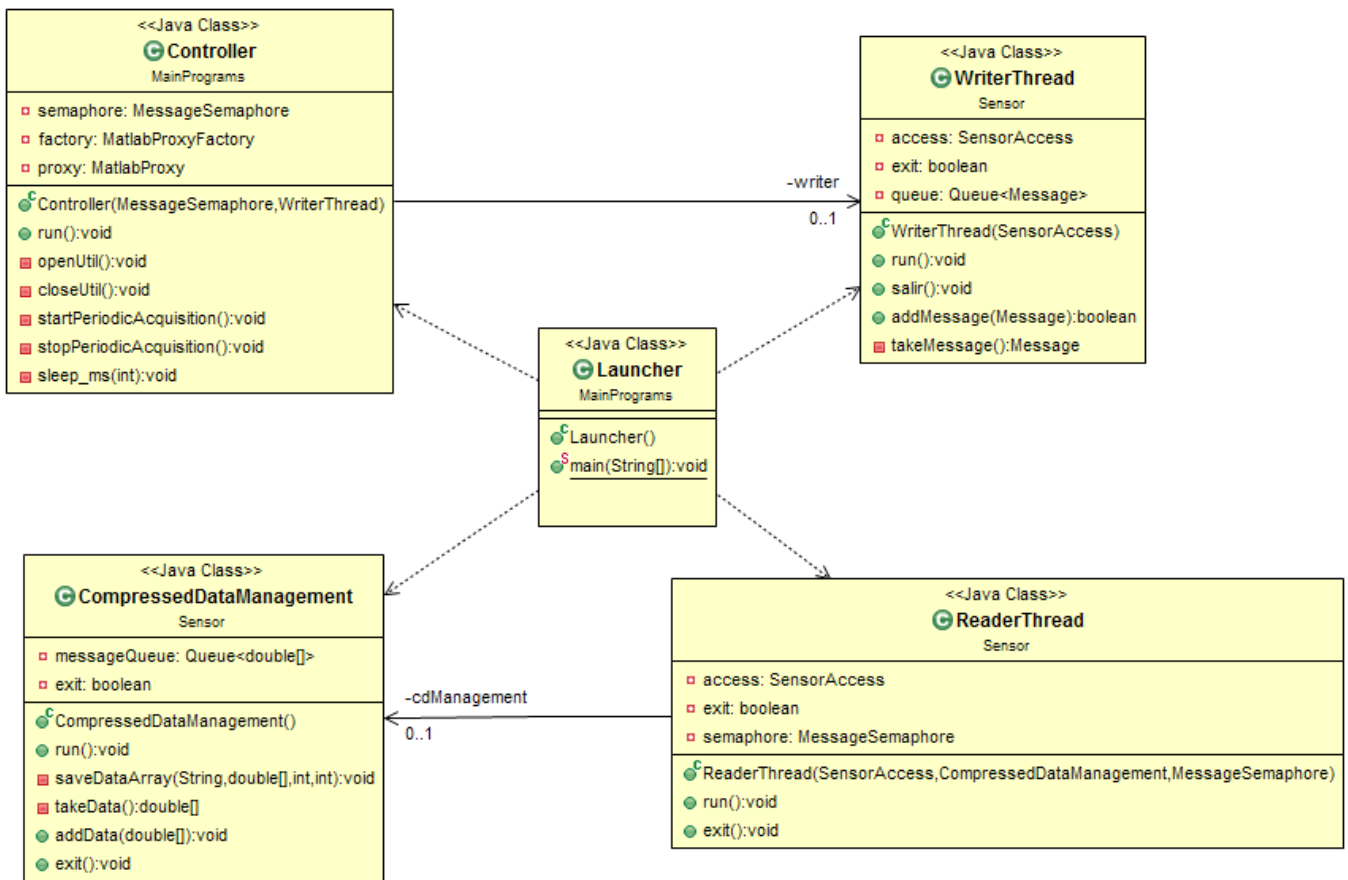 <<Java Class>>
Controller
MainPrograms
semaphore: MessageSemaphore
factory: MatlabProxyFactory
proxy: MatlabProxy
Controller(MessageSemaphore,WriterThread)
run():void
openUtil():void
closeUtil():void
startPeriodicAcquisition():void
stopPeriodicAcquisition():void
sleep_ms(int):void
-writer
0..1
<<Java Class>>
WriterThread
Sensor
access: SensorAccess
exit: boolean
queue: Queue<Message>
WriterThread(SensorAccess)
run():void
salir():void
addMessage(Message):boolean
takeMessage():Message
<<Java Class>>
Launcher
MainPrograms
Launcher()
main(String[]):void
<<Java Class>>
CompressedDataManagement
Sensor
messageQueue: Queue<double[]>
exit: boolean
CompressedDataManagement()
run():void
saveDataArray(String,double[],int,int):void
takeData():double[]
addData(double[]):void
exit():void
-cdManagement
0..1
<<Java Class>>
ReaderThread
Sensor
access: SensorAccess
exit: boolean
semaphore: MessageSemaphore
ReaderThread(SensorAccess,CompressedDataManagement,MessageSemaphore)
run():void
exit():void